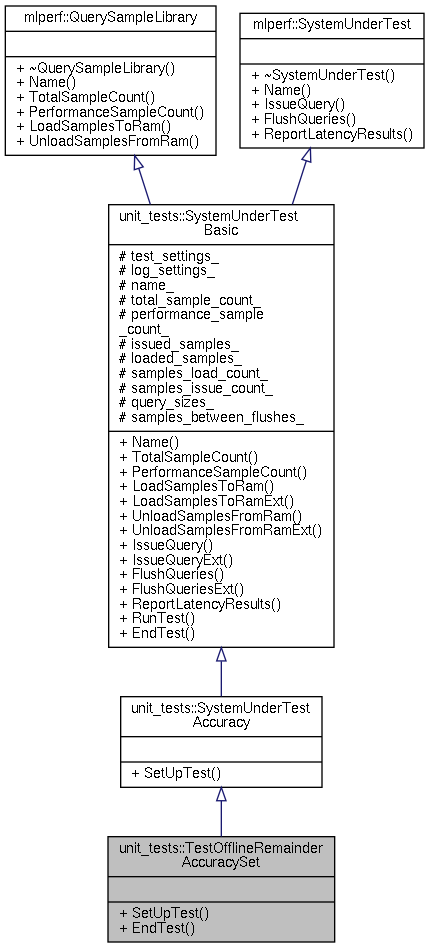 mlperf::QuerySampleLibrary
+ ~QuerySampleLibrary()
+ Name()
+ TotalSampleCount()
+ PerformanceSampleCount()
+ LoadSamplesToRam()
+ UnloadSamplesFromRam()
mlperf::SystemUnderTest
+ ~SystemUnderTest()
+ Name()
+ IssueQuery()
+ FlushQueries()
+ ReportLatencyResults()
unit_tests::SystemUnderTest
Basic
# test_settings_
# log_settings_
# name_
# total_sample_count_
# performance_sample
_count_
# issued_samples_
# loaded_samples_
# samples_load_count_
# samples_issue_count_
# query_sizes_
# samples_between_flushes_
+ Name()
+ TotalSampleCount()
+ PerformanceSampleCount()
+ LoadSamplesToRam()
+ LoadSamplesToRamExt()
+ UnloadSamplesFromRam()
+ UnloadSamplesFromRamExt()
+ IssueQuery()
+ IssueQueryExt()
+ FlushQueries()
+ FlushQueriesExt()
+ ReportLatencyResults()
+ RunTest()
+ EndTest()
unit_tests::SystemUnderTest
Accuracy
+ SetUpTest()
unit_tests::TestOfflineRemainder
AccuracySet
+ SetUpTest()
+ EndTest()